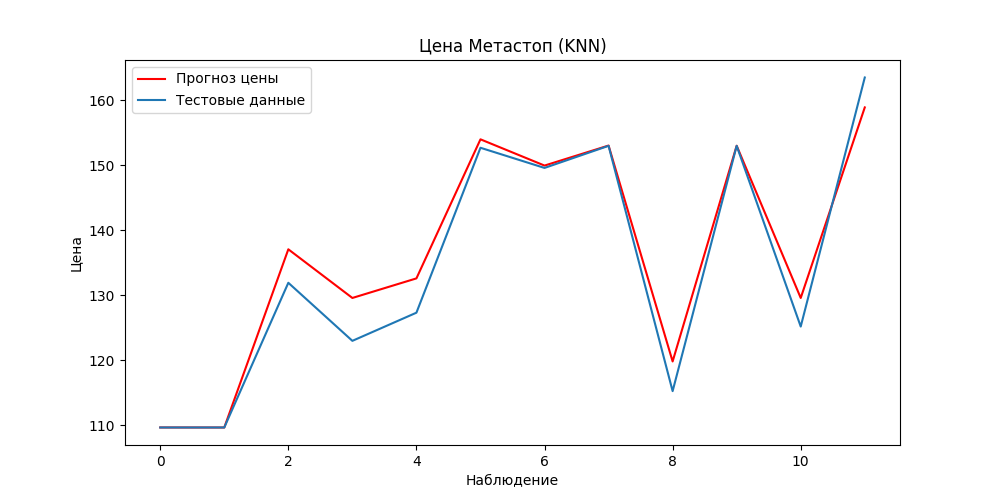 Цена Метастоп (KNN)
Прогноз цены
Тестовые данные
Цена
160
150
140
130
120
110
0 2 4 6 8 10
Наблюдение